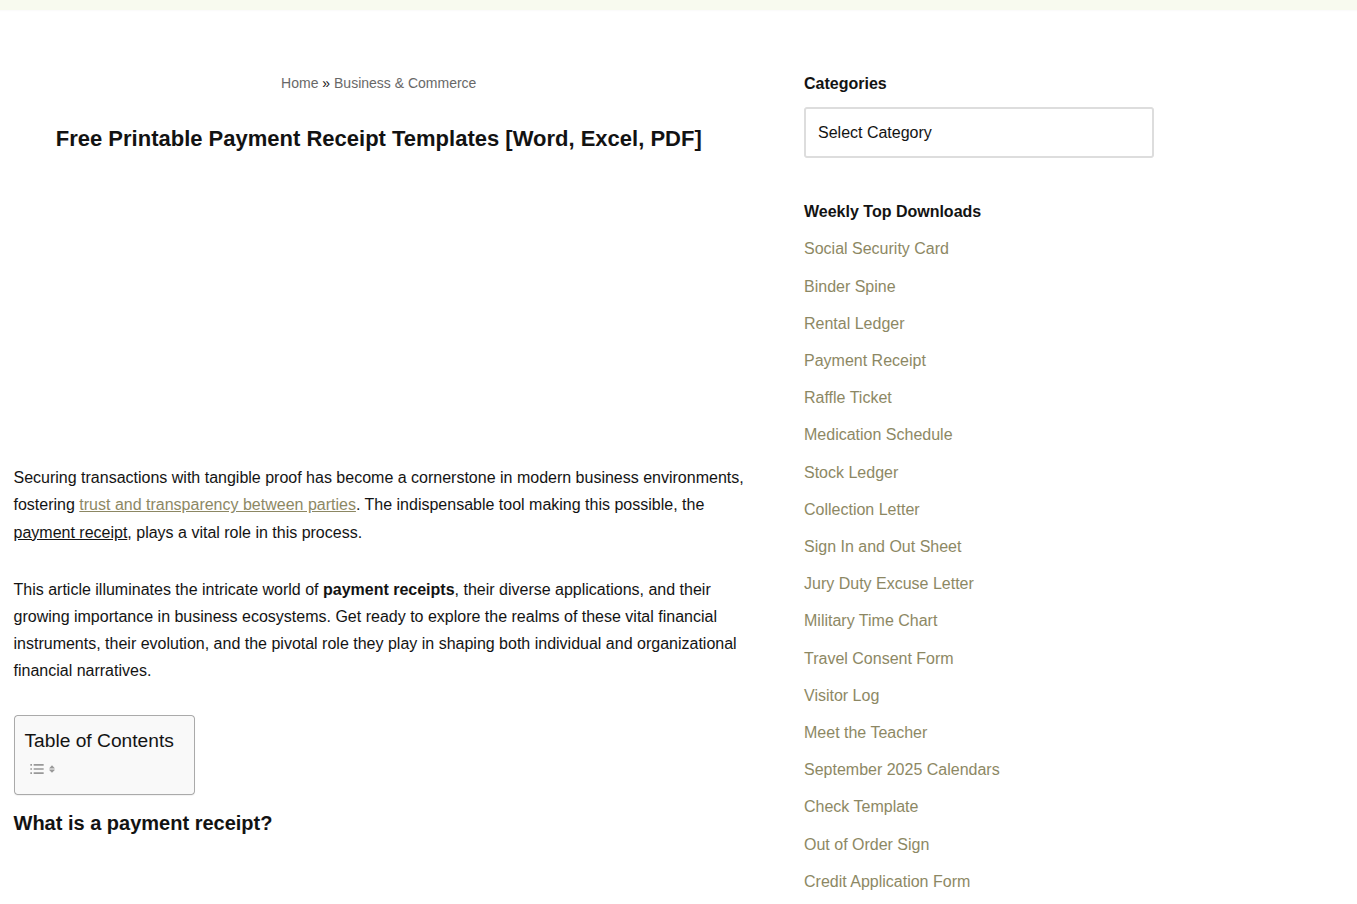 Home » Business & Commerce
Free Printable Payment Receipt Templates [Word, Excel, PDF]
Securing transactions with tangible proof has become a cornerstone in modern business environments,
fostering trust and transparency between parties. The indispensable tool making this possible, the
payment receipt, plays a vital role in this process.
This article illuminates the intricate world of payment receipts, their diverse applications, and their
growing importance in business ecosystems. Get ready to explore the realms of these vital financial
instruments, their evolution, and the pivotal role they play in shaping both individual and organizational
financial narratives.
Table of Contents
What is a payment receipt?
Categories
Select Category
Weekly Top Downloads
Social Security Card
Binder Spine
Rental Ledger
Payment Receipt
Raffle Ticket
Medication Schedule
Stock Ledger
Collection Letter
Sign In and Out Sheet
Jury Duty Excuse Letter
Military Time Chart
Travel Consent Form
Visitor Log
Meet the Teacher
September 2025 Calendars
Check Template
Out of Order Sign
Credit Application Form